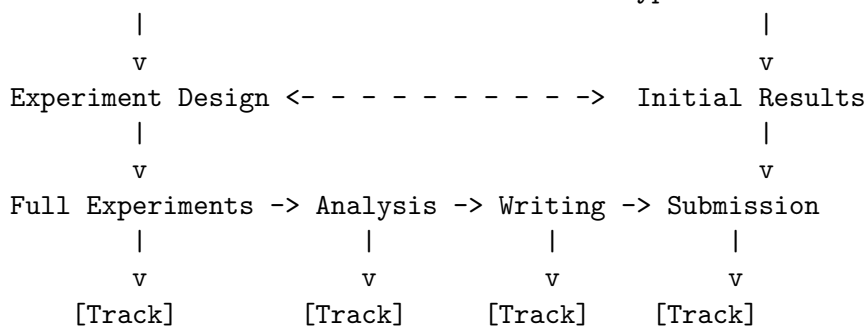 |                                          |
v                                          v
Experiment Design <- - - - - - - - - - -> Initial Results
|                                          |
v                                          v
Full Experiments -> Analysis -> Writing -> Submission
|              |           |           |
v              v           v           v
[Track]        [Track]     [Track]     [Track]